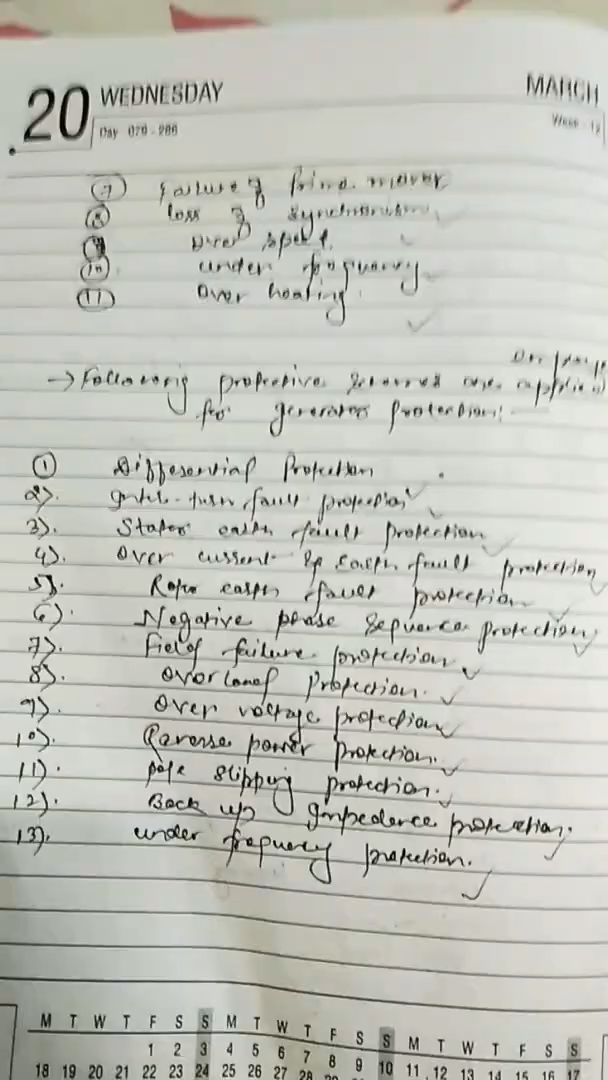 20 WEDNESDAY MARCH
Day 079-286 Week-12
(7) Failure of prime mover
(8) loss of synchronism
(9) over speed
(10) under frequency
(11) Over heating
→ Following protective schemes are applied
for generator protection:-
(1) Differential Protection
2). Inter-turn fault protection
3). Stator earth fault protection
4). Over current & earth fault protection
5). Rotor earth fault protection
6). Negative phase sequence protection
7). Field failure protection
8). Over load protection.
9). Over voltage protection
10). Reverse power protection.
11). pole slipping protection.
12). Back up Impedance protection.
13). under frequency protection.
M T W T F S S M T W T F S S M T W T F S S
1 2 3 4 5 6 7 8 9 10 11 12 13 14 15 16 17
18 19 20 21 22 23 24 25 26 27 28